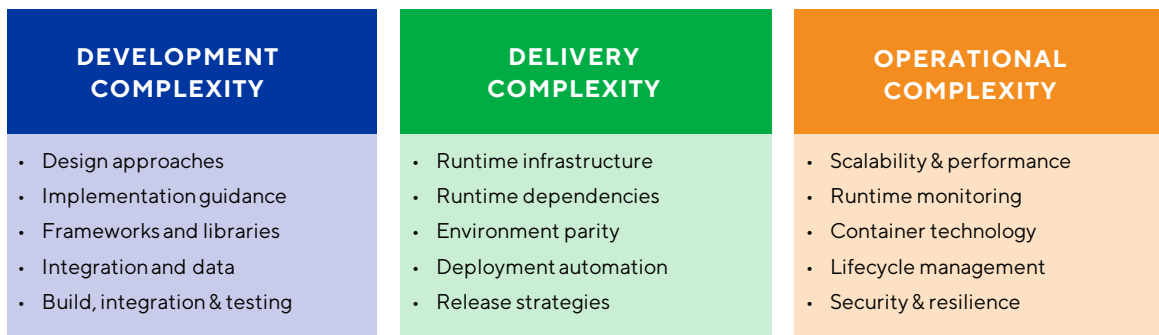 DEVELOPMENT
COMPLEXITY
• Design approaches
• Implementation guidance
• Frameworks and libraries
• Integration and data
• Build, integration & testing
DELIVERY
COMPLEXITY
• Runtime infrastructure
• Runtime dependencies
• Environment parity
• Deployment automation
• Release strategies
OPERATIONAL
COMPLEXITY
• Scalability & performance
• Runtime monitoring
• Container technology
• Lifecycle management
• Security & resilience